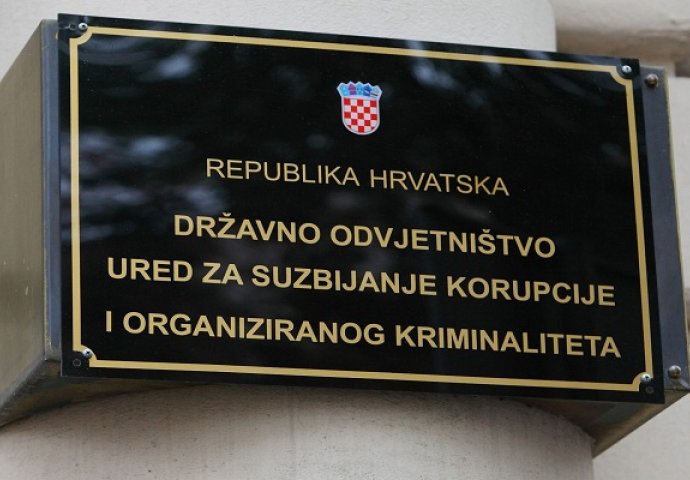 REPUBLIKA HRVATSKA
DRŽAVNO ODVJETNIŠTVO
URED ZA SUZBIJANJE KORUPCIJE
I ORGANIZIRANOG KRIMINALITETA